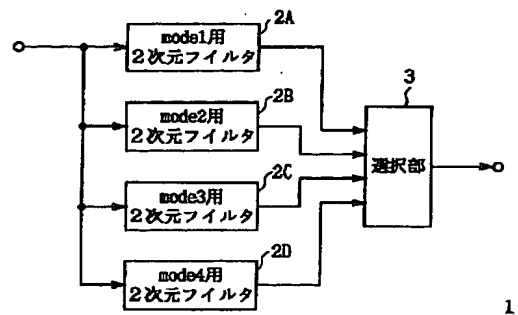 2A
mode1用
2次元フィルタ
2B
mode2用
2次元フィルタ
3
選択部
2C
mode3用
2次元フィルタ
2D
mode4用
2次元フィルタ
1